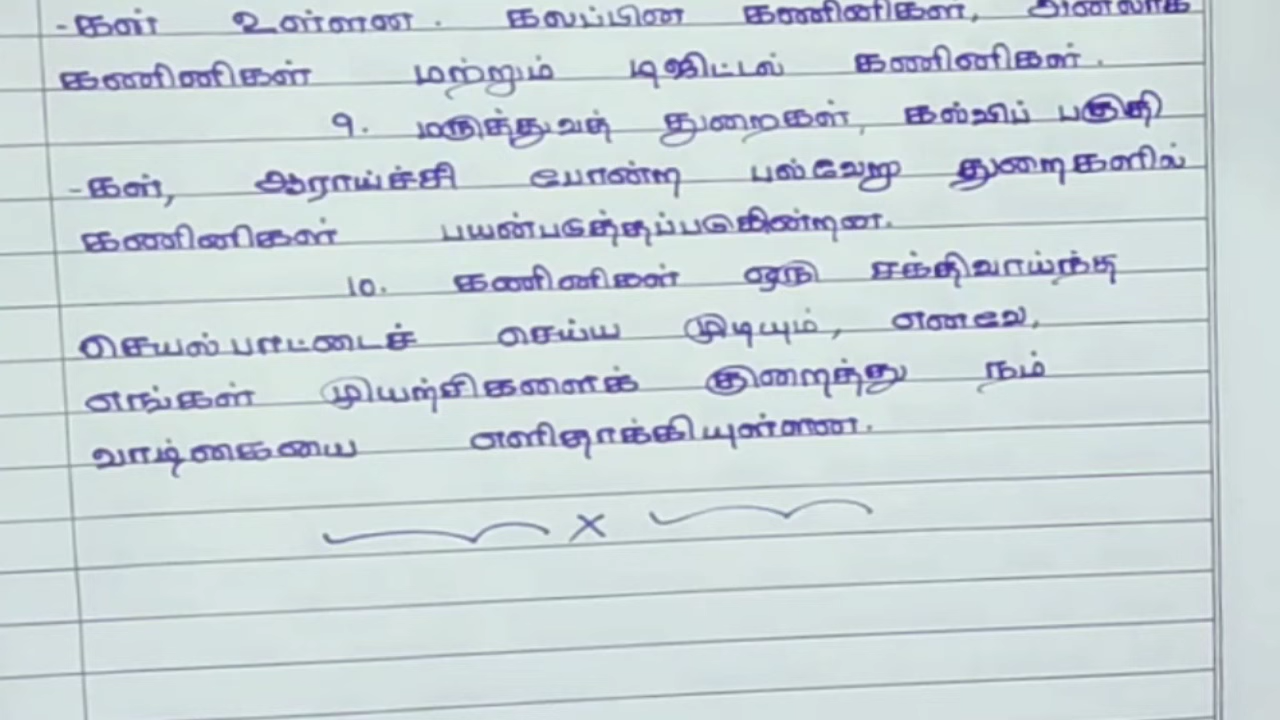 -கள் உள்ளன. கலப்பின கணினிகள், அனலாக்
கணினிகள் மற்றும் டிஜிட்டல் கணினிகள்.
9. மருத்துவத் துறைகள், கல்விப் பகுதி
-கள், ஆராய்ச்சி போன்ற பல்வேறு துறைகளில்
கணினிகள் பயன்படுத்தப்படுகின்றன.
10. கணினிகள் ஒரு சக்திவாய்ந்த
செயல்பாட்டைச் செய்ய முடியும், எனவே,
எங்கள் முயற்சிகளைக் குறைத்து நம்
வாழ்கையை எளிதாக்கியுள்ளன.
×